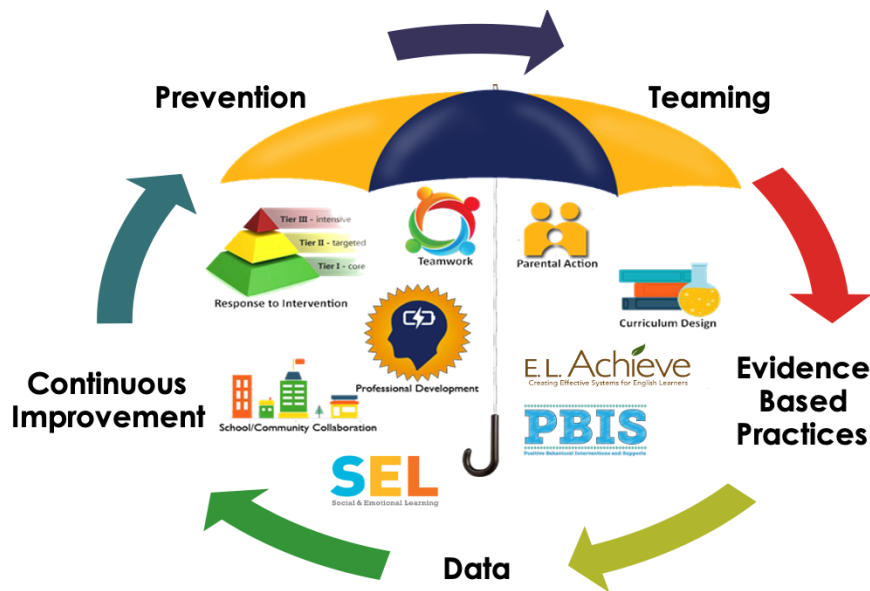 Prevention
Teaming
Tier III - intensive
Tier II - targeted
Tier I - core
Response to Intervention
Teamwork
Parental Action
Curriculum Design
Professional Development
E.L. Achieve
Creating Effective Systems for English Learners
Continuous
Improvement
School/Community Collaboration
PBIS
Positive Behavioral Interventions and Supports
Evidence
Based
Practices
SEL
Social & Emotional Learning
Data